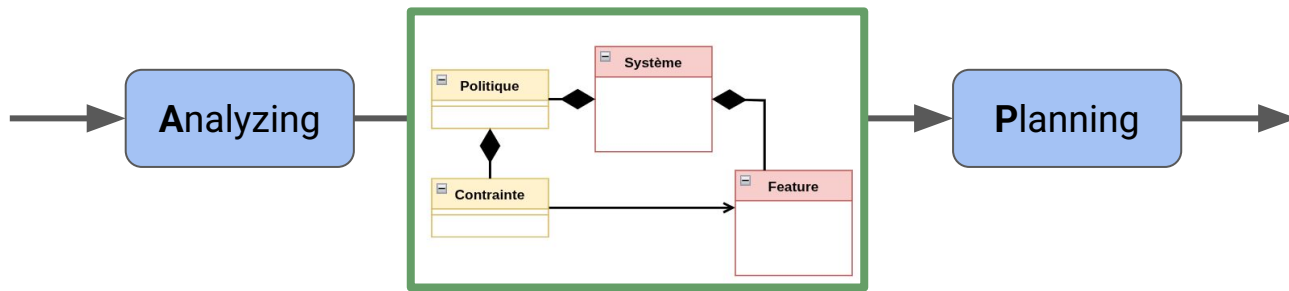 Analyzing
Politique
Système
Contrainte
Feature
Planning